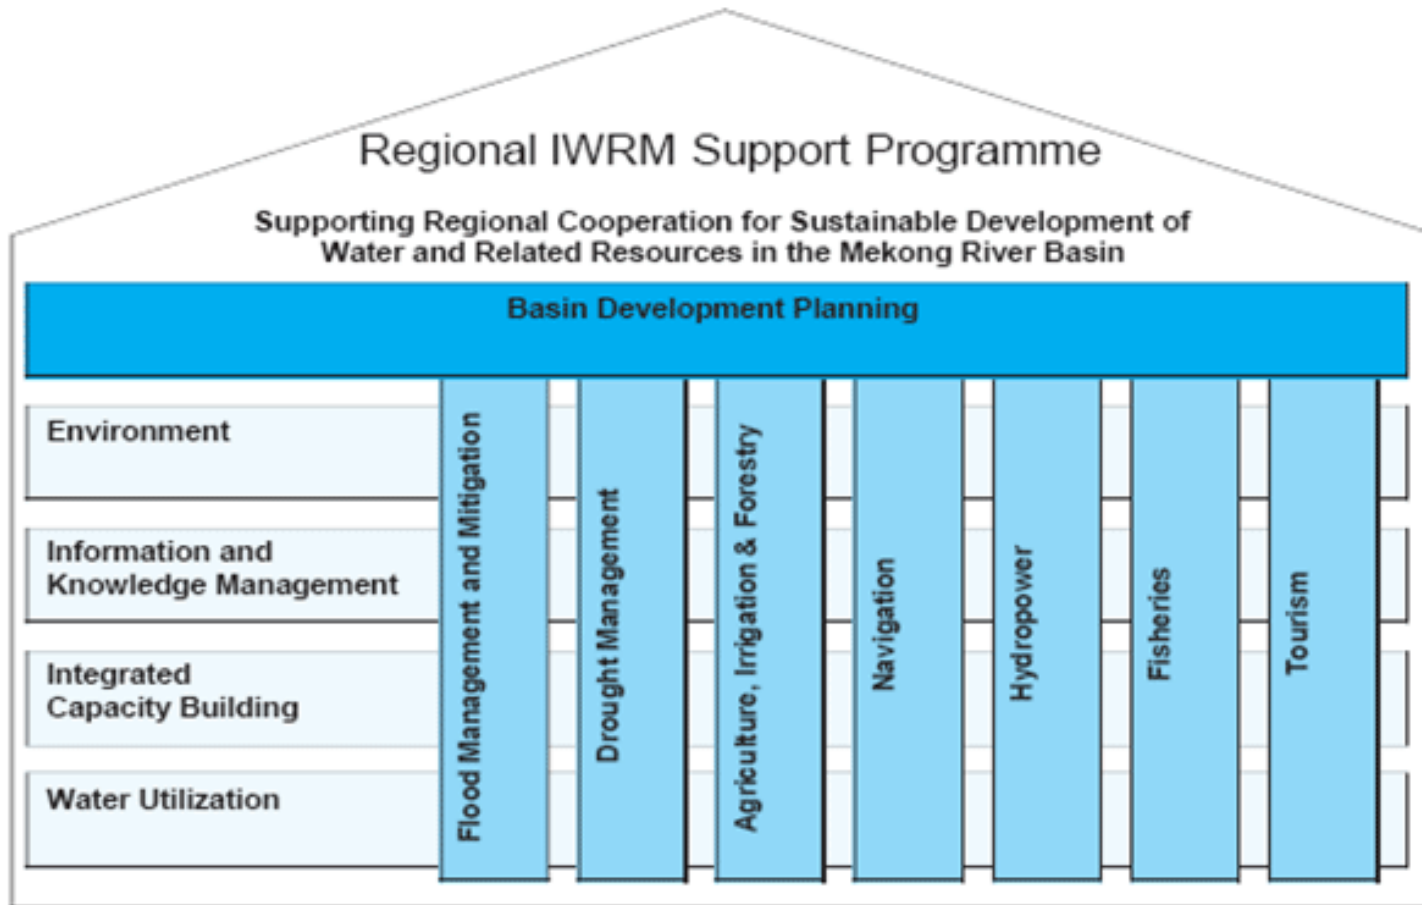 Regional IWRM Support Programme
Supporting Regional Cooperation for Sustainable Development of
Water and Related Resources in the Mekong River Basin
Basin Development Planning
Environment
Information and
Knowledge Management
Integrated
Capacity Building
Water Utilization
Flood Management and Mitigation
Drought Management
Agriculture, Irrigation & Forestry
Navigation
Hydropower
Fisheries
Tourism